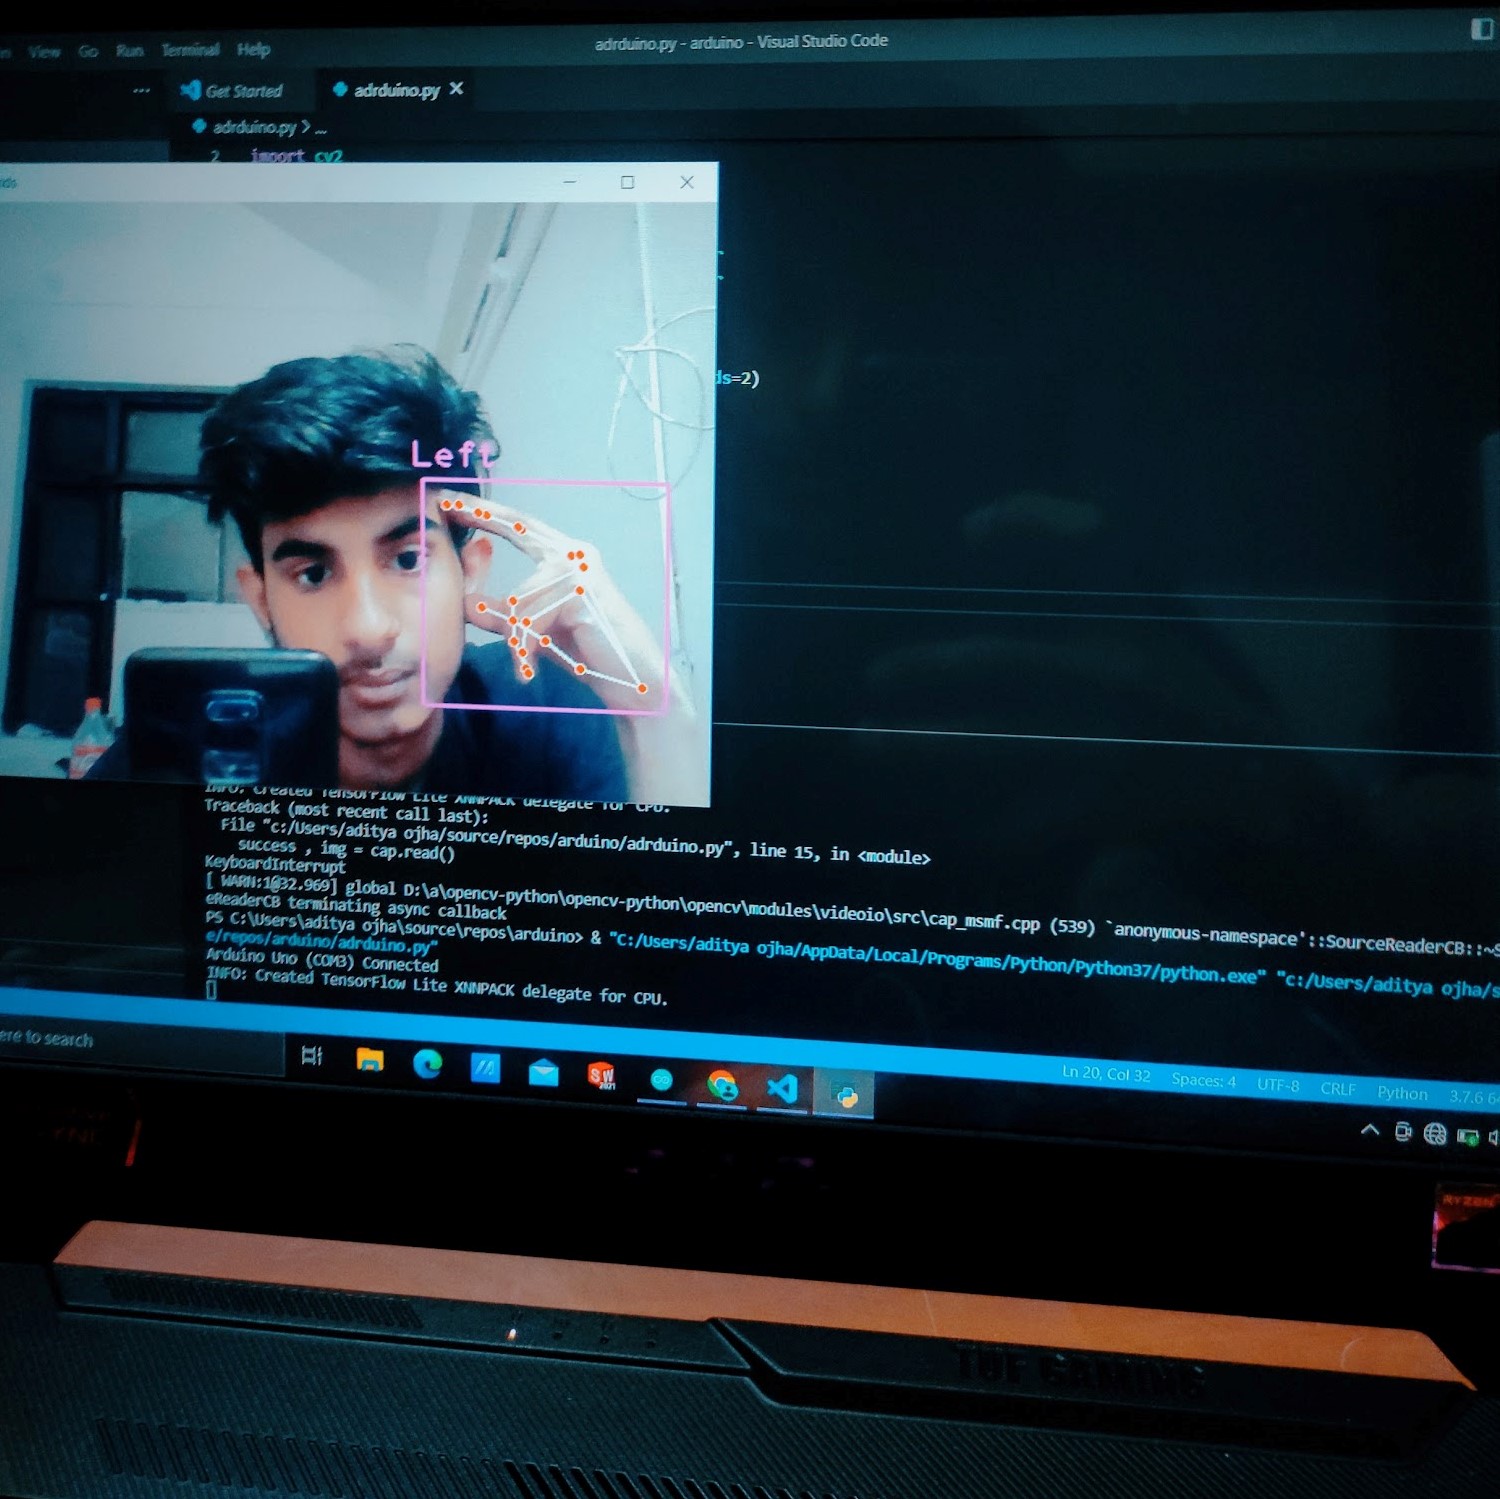 View Go Run Terminal Help
adrduino.py - arduino - Visual Studio Code
... Get Started adrduino.py ×
adrduino.py > ...
2 import cv2
ds=2)
Left
INFO: Created TensorFlow Lite XNNPACK delegate for CPU.
Traceback (most recent call last):
File "c:/Users/aditya ojha/source/repos/arduino/adrduino.py", line 15, in <module>
success , img = cap.read()
KeyboardInterrupt
[ WARN:1@32.969] global D:\a\opencv-python\opencv-python\opencv\modules\videoio\src\cap_msmf.cpp (539) `anonymous-namespace'::SourceReaderCB::~S
eReaderCB terminating async callback
PS C:\Users\aditya ojha\source\repos\arduino> & "C:/Users/aditya ojha/AppData/Local/Programs/Python/Python37/python.exe" "c:/Users/aditya ojha/s
e/repos/arduino/adrduino.py"
Arduino Uno (COM3) Connected
INFO: Created TensorFlow Lite XNNPACK delegate for CPU.
Ln 20, Col 32 Spaces: 4 UTF-8 CRLF Python 3.7.6 64
ere to search
SW
2021
RYZEN
TUF GAMING